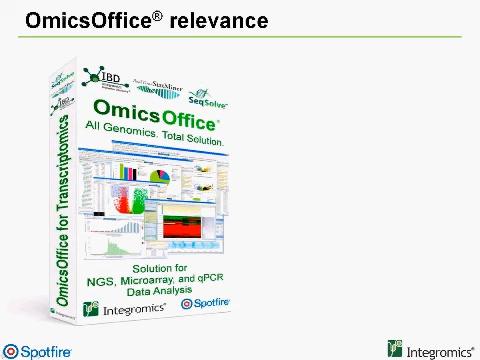 OmicsOffice® relevance
IBD
StatMiner
SeqSolve
OmicsOffice
All Genomics. Total Solution.
OmicsOffice for Transcriptomics
Solution for
NGS, Microarray, and qPCR
Data Analysis
Integromics®
Spotfire®
Spotfire®
Integromics®